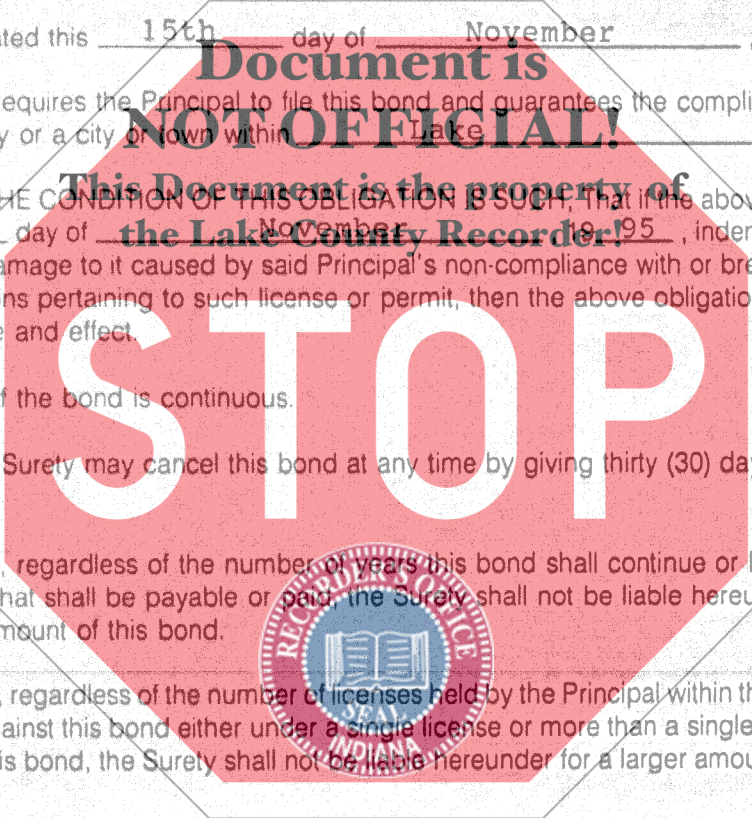 ted this 15th day of November
Document is
equires the Principal to file this bond and guarantees the compli
NOT OFFICIAL!
y or a city or town within Lake
This Document is the property of
HE CONDITION OF THIS OBLIGATION IS SUCH, That if the abov
the Lake County Recorder!
day of November, 19 95, inden
amage to it caused by said Principal's non-compliance with or bre
ns pertaining to such license or permit, then the above obligatio
e and effect.
STOP
f the bond is continuous.
Surety may cancel this bond at any time by giving thirty (30) da
, regardless of the number of years this bond shall continue or
hat shall be payable or paid, the Surety shall not be liable hereu
mount of this bond.
RECORDER'S OFFICE
, regardless of the number of licenses held by the Principal within th
SEAL
ainst this bond either under a single license or more than a single
INDIANA
is bond, the Surety shall not be liable hereunder for a larger amou